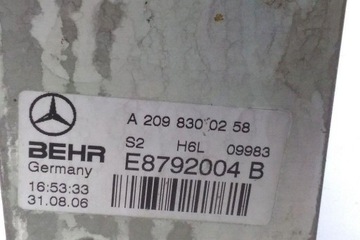 A 209 830 02 58
BEHR S2 H6L 09983
Germany E8792004 B
16:53:33
31.08.06